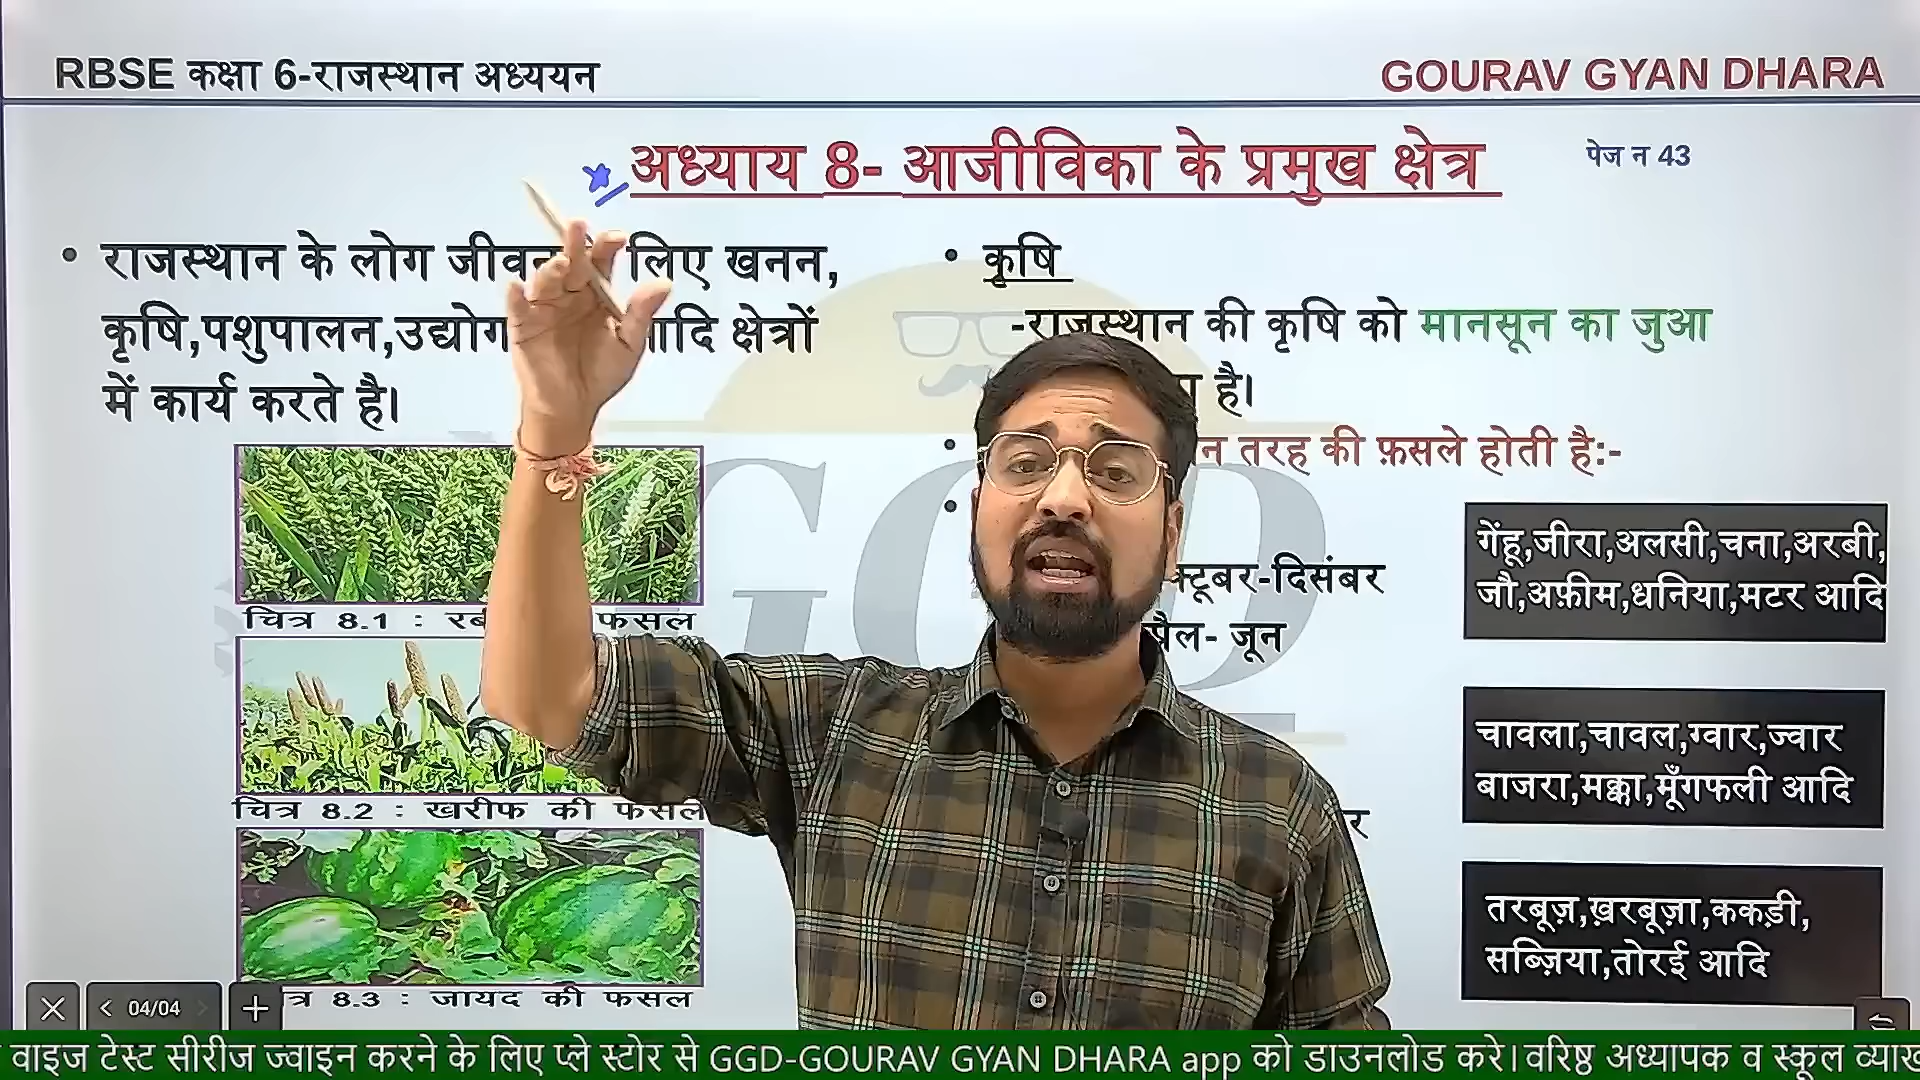 RBSE कक्षा 6-राजस्थान अध्ययन
GOURAV GYAN DHARA
अध्याय 8- आजीविका के प्रमुख क्षेत्र
पेज न 43
• राजस्थान के लोग लिए खनन,
कृषि,पशुपालन,उद्योग क्षेत्रों
में कार्य करते है।
चित्र 8.1 : फसल
चित्र 8.2 : खरीफ की फसल
8.3 : जायद की फसल
• कृषि
-राजस्थान की कृषि को मानसून का जुआ
है।
तरह की फ़सले होती है:-
दिसंबर
जून
गेंहू,जीरा,अलसी,चना,अरबी,
जौ,अफ़ीम,धनिया,मटर आदि
चावला,चावल,ग्वार,ज्वार
बाजरा,मक्का,मूँगफली आदि
तरबूज़,ख़रबूज़ा,ककड़ी,
सब्ज़िया,तोरई आदि
04/04
वाइज टेस्ट सीरीज ज्वाइन करने के लिए प्ले स्टोर से GGD-GOURAV GYAN DHARA app को डाउनलोड करे।वरिष्ठ अध्यापक व स्कूल